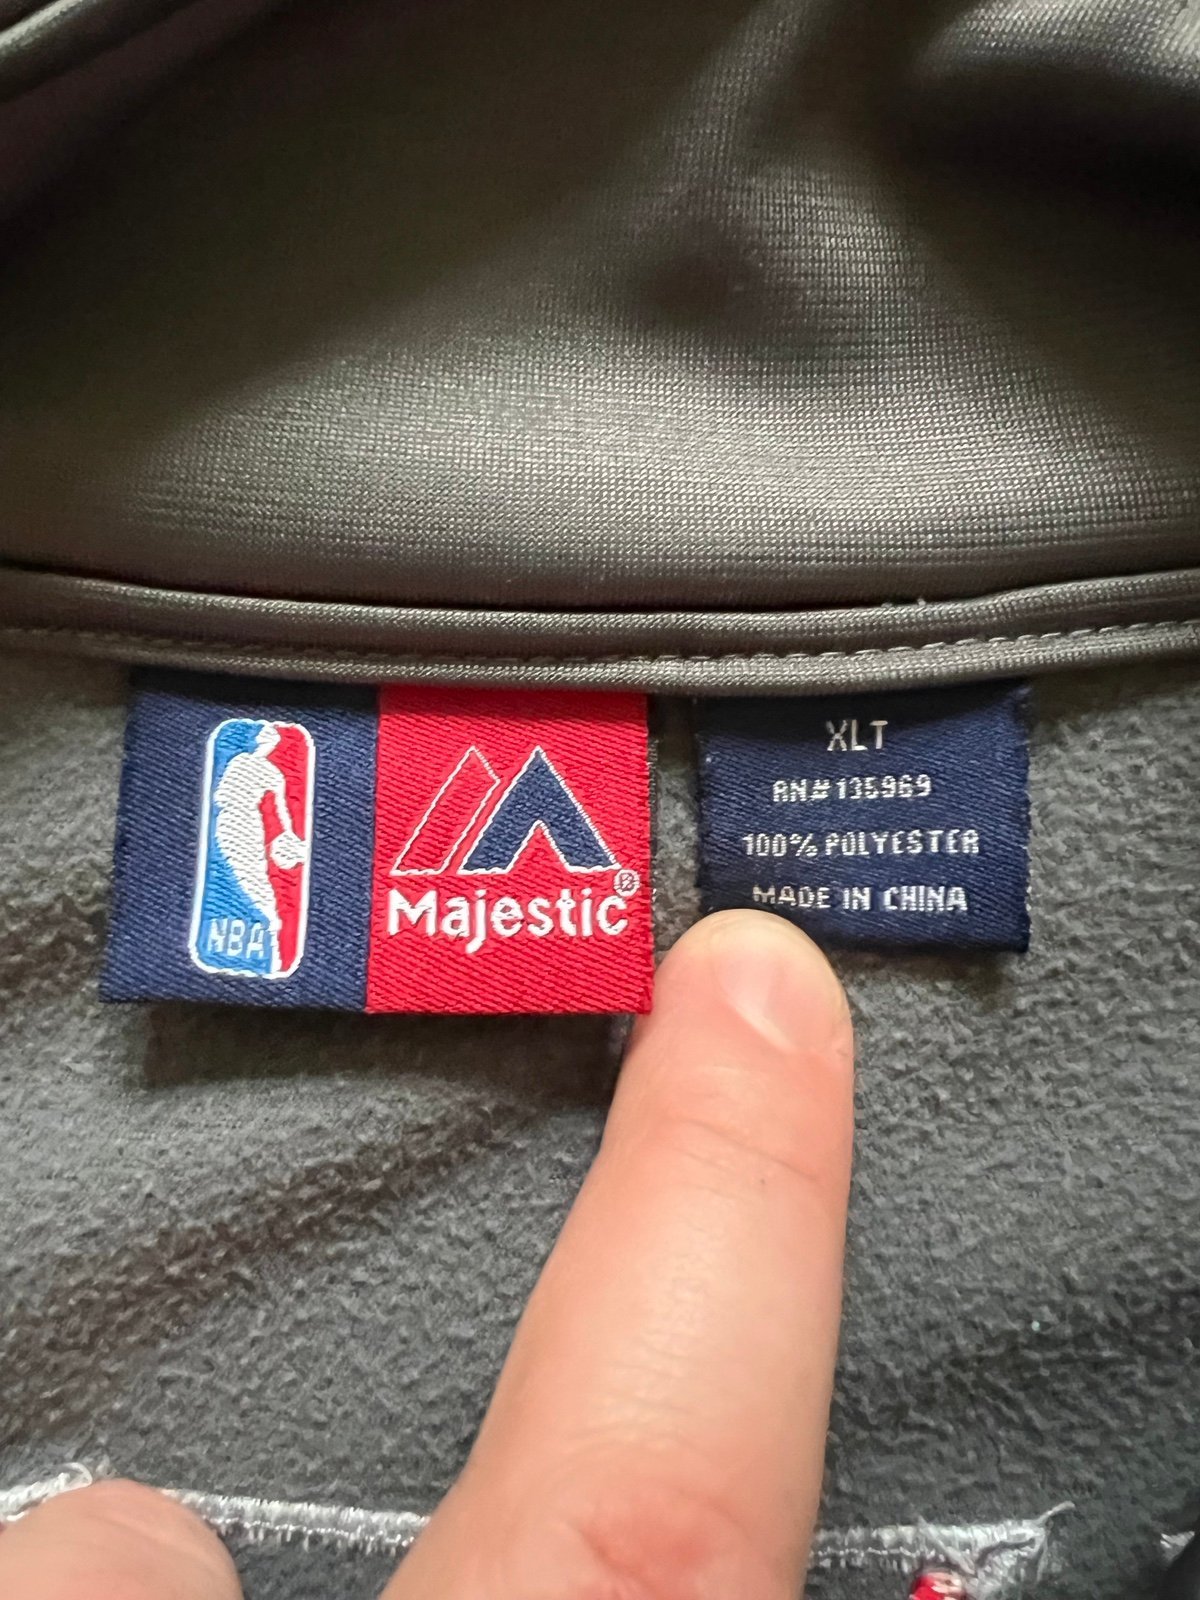 NBA
Majestic®
XLT
RN# 135969
100% POLYESTER
MADE IN CHINA